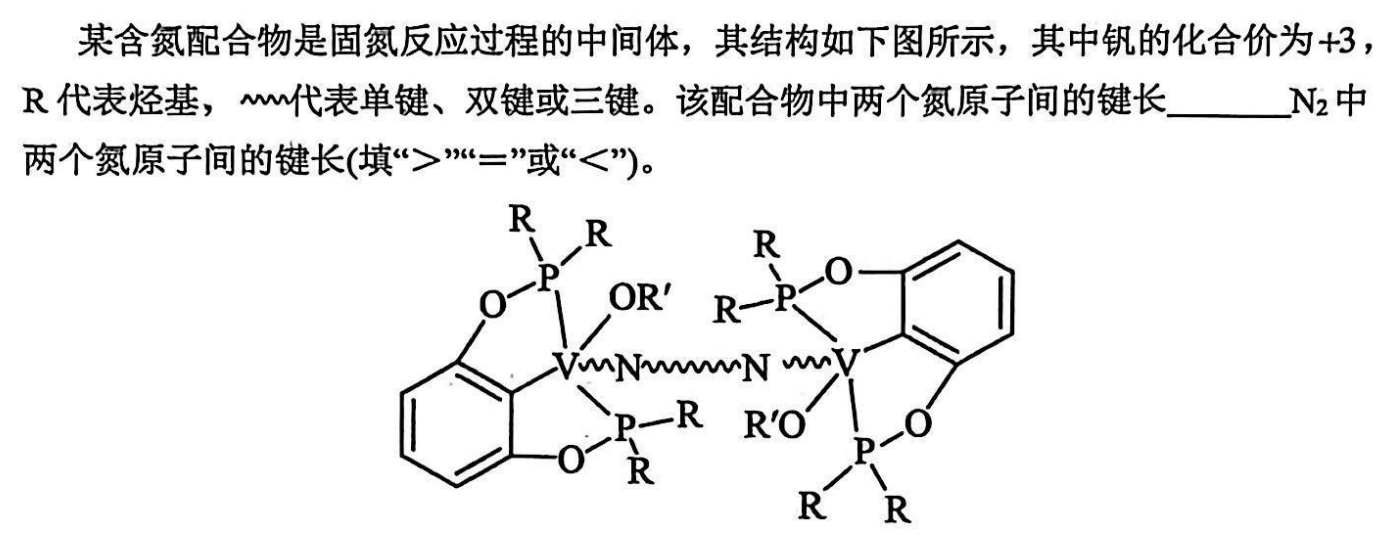 某含氮配合物是固氮反应过程的中间体，其结构如下图所示，其中钒的化合价为+3，
R 代表烃基，代表单键、双键或三键。该配合物中两个氮原子间的键长______N₂中
两个氮原子间的键长(填“>”“=”或“<”)。
R R R
P OR′ R P O
O
V N N V
P R R′O O
O R P
R R